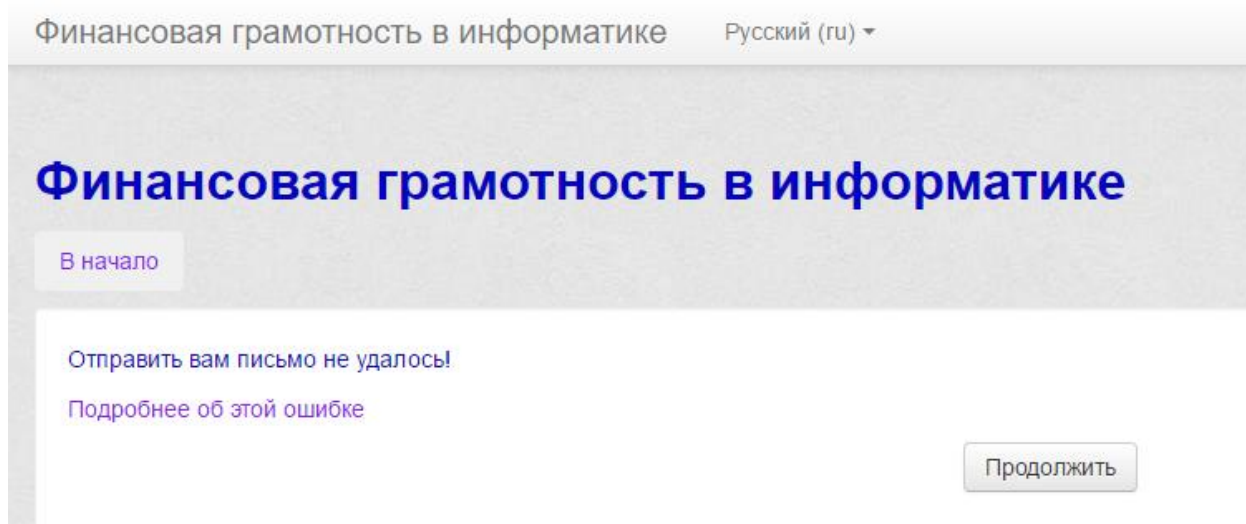 Финансовая грамотность в информатике Русский (ru)
Финансовая грамотность в информатике
В начало
Отправить вам письмо не удалось!
Подробнее об этой ошибке
Продолжить